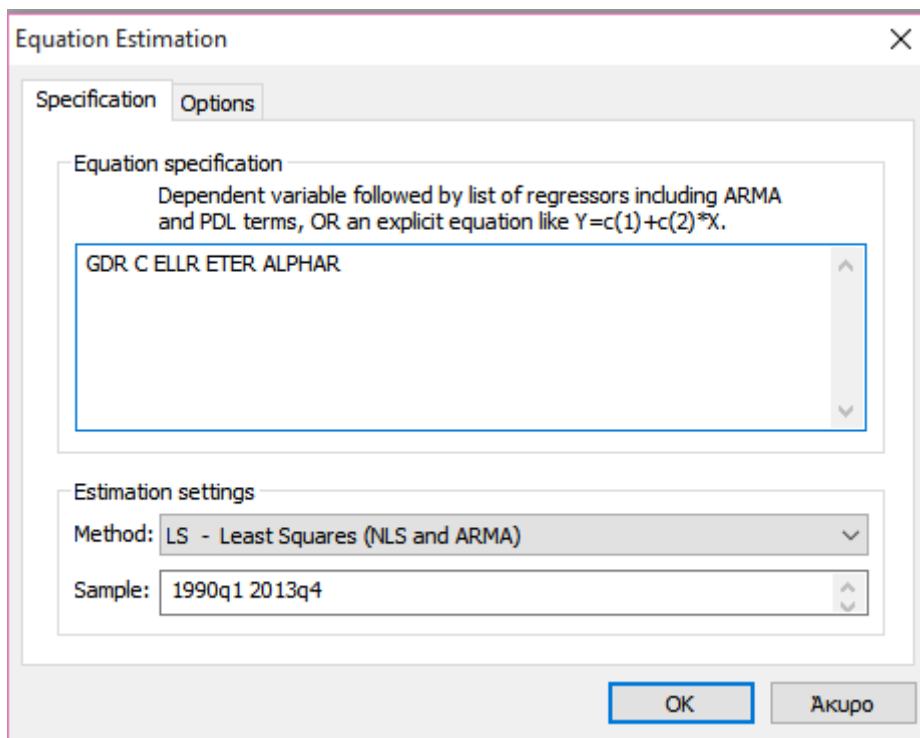 Equation Estimation
Specification
Options
Equation specification
Dependent variable followed by list of regressors including ARMA
and PDL terms, OR an explicit equation like Y=c(1)+c(2)*X.
GDR C ELLR ETER ALPHAR
Estimation settings
Method: LS - Least Squares (NLS and ARMA)
Sample: 1990q1 2013q4
OK
Άκυρο